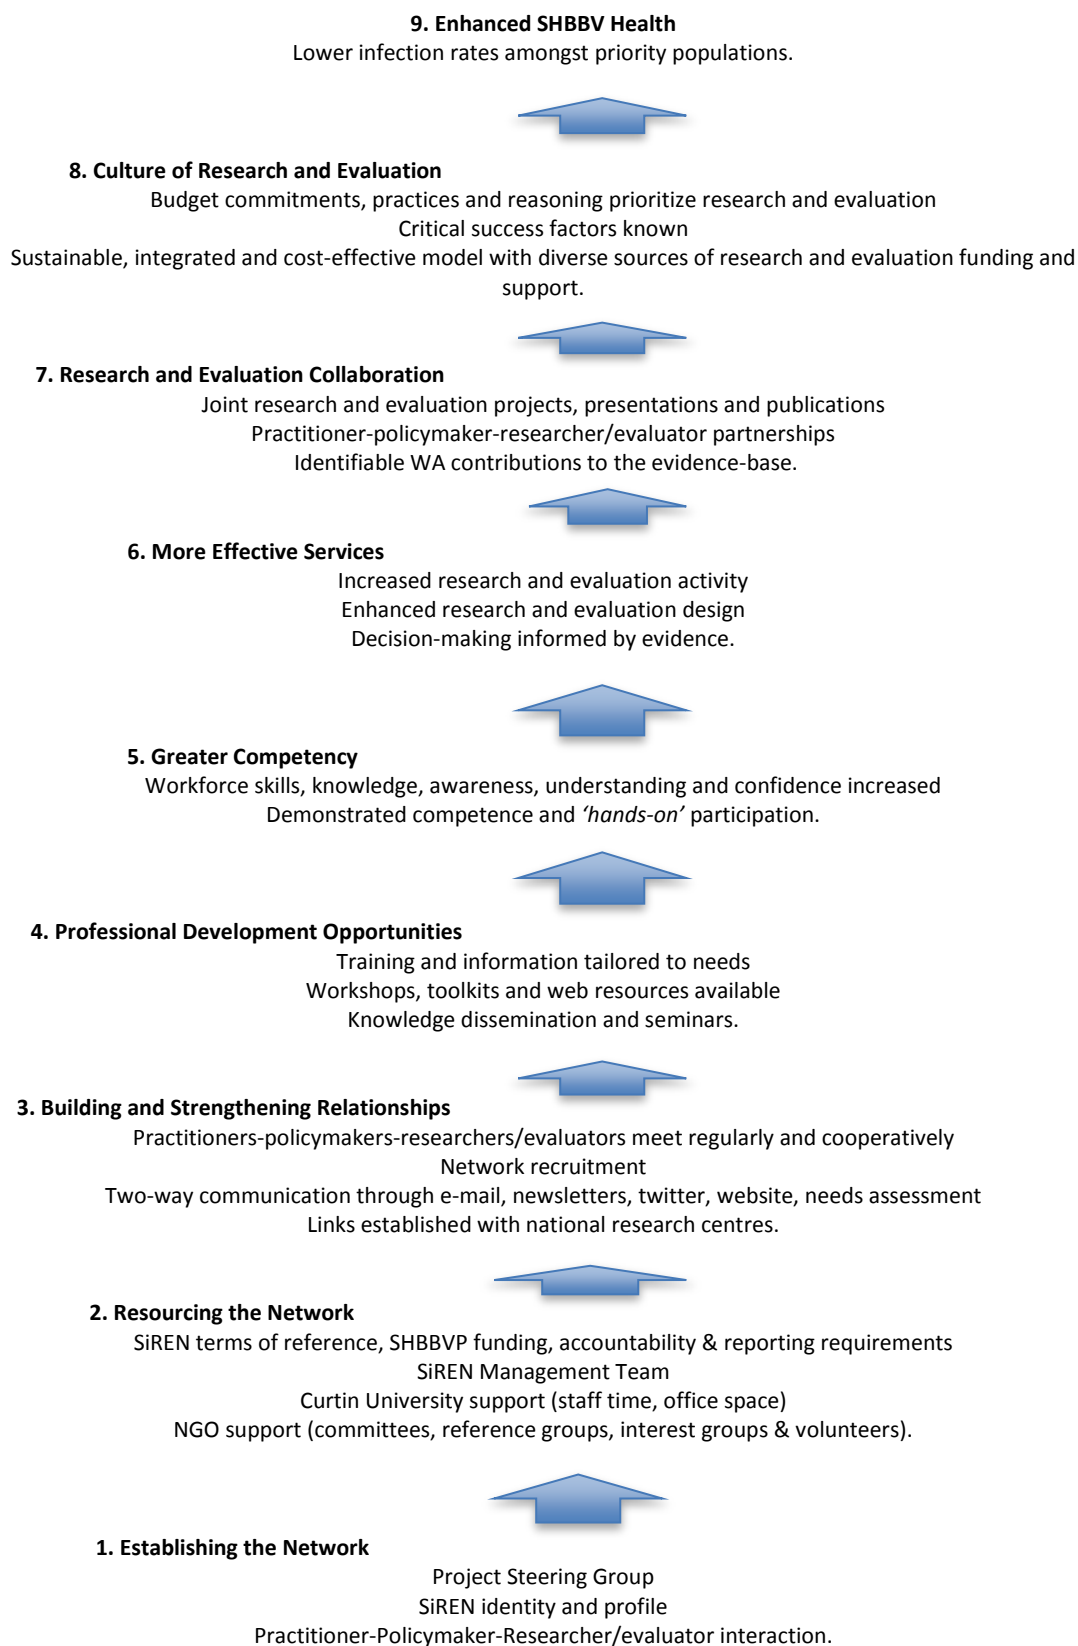 9. Enhanced SHBBV Health
Lower infection rates amongst priority populations.
8. Culture of Research and Evaluation
Budget commitments, practices and reasoning prioritize research and evaluation
Critical success factors known
Sustainable, integrated and cost-effective model with diverse sources of research and evaluation funding and
support.
7. Research and Evaluation Collaboration
Joint research and evaluation projects, presentations and publications
Practitioner-policymaker-researcher/evaluator partnerships
Identifiable WA contributions to the evidence-base.
6. More Effective Services
Increased research and evaluation activity
Enhanced research and evaluation design
Decision-making informed by evidence.
5. Greater Competency
Workforce skills, knowledge, awareness, understanding and confidence increased
Demonstrated competence and ‘hands-on’ participation.
4. Professional Development Opportunities
Training and information tailored to needs
Workshops, toolkits and web resources available
Knowledge dissemination and seminars.
3. Building and Strengthening Relationships
Practitioners-policymakers-researchers/evaluators meet regularly and cooperatively
Network recruitment
Two-way communication through e-mail, newsletters, twitter, website, needs assessment
Links established with national research centres.
2. Resourcing the Network
SiREN terms of reference, SHBBVP funding, accountability & reporting requirements
SiREN Management Team
Curtin University support (staff time, office space)
NGO support (committees, reference groups, interest groups & volunteers).
1. Establishing the Network
Project Steering Group
SiREN identity and profile
Practitioner-Policymaker-Researcher/evaluator interaction.